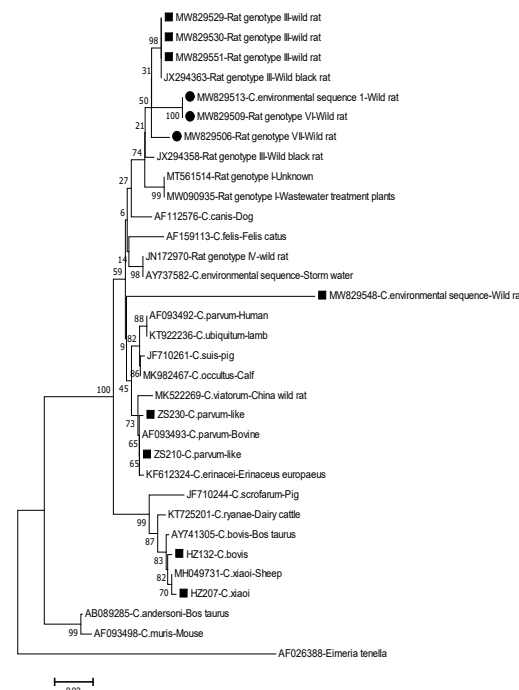 MW829529-Rat genotype III-wild rat
98
MW829530-Rat genotype III-wild rat
MW829551-Rat genotype III-wild rat
31
JX294363-Rat genotype III-Wild black rat
50
MW829513-C.environmental sequence 1-Wild rat
100
MW829509-Rat genotype VI-Wild rat
21
MW829506-Rat genotype VII-Wild rat
74
JX294358-Rat genotype III-Wild black rat
MT561514-Rat genotype I-Unknown
27
99
MW090935-Rat genotype I-Wastewater treatment plants
6
AF112576-C.canis-Dog
AF159113-C.felis-Felis catus
14
JN172970-Rat genotype IV-wild rat
59
98
AY737582-C.environmental sequence-Storm water
MW829548-C.environmental sequence-Wild ra
88
AF093492-C.parvum-Human
KT922236-C.ubiquitum-lamb
82
9
JF710261-C.suis-pig
86
MK982467-C.occultus-Calf
100
45
MK522269-C.viatorum-China wild rat
ZS230-C.parvum-like
73
AF093493-C.parvum-Bovine
65
ZS210-C.parvum-like
65
KF612324-C.erinacei-Erinaceus europaeus
JF710244-C.scrofarum-Pig
99
KT725201-C.ryanae-Dairy cattle
87
AY741305-C.bovis-Bos taurus
83
HZ132-C.bovis
82
MH049731-C.xiaoi-Sheep
70
HZ207-C.xiaoi
AB089285-C.andersoni-Bos taurus
99
AF093498-C.muris-Mouse
AF026388-Eimeria tenella